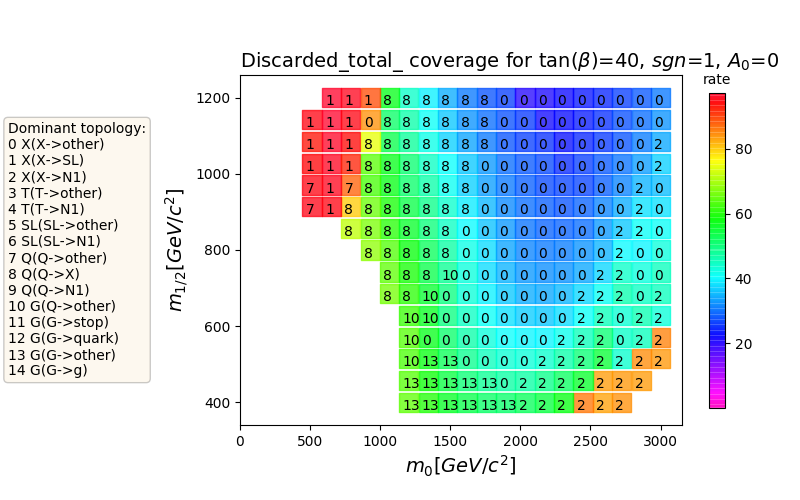 Discarded_total_ coverage for tan(β)=40, sgn=1, A₀=0
rate
1200
1 1 1 8 8 8 8 8 8 0 0 0 0 0 0 0 0 0
1 1 1 0 8 8 8 8 8 0 0 0 0 0 0 0 0 0 0
1 1 1 8 8 8 8 8 8 0 0 0 0 0 0 0 0 0 2
1000
1 1 1 8 8 8 8 8 8 0 0 0 0 0 0 0 0 2 0
7 1 7 8 8 8 8 8 0 0 0 0 0 0 0 0 0 2 0
7 1 8 8 8 8 8 8 0 0 0 0 0 0 0 0 0 2 0
8 8 8 8 8 8 0 0 0 0 0 0 0 0 2 2 0
800
8 8 8 8 8 0 0 0 0 0 0 0 0 2 0 0
8 8 8 10 0 0 0 0 0 0 0 2 2 0 0
8 8 10 0 0 0 0 0 0 0 2 2 2 0 2
600
10 10 0 0 0 0 0 0 0 2 2 0 2 2
10 0 0 0 0 0 0 0 2 2 2 2 2 2
10 13 13 0 0 0 0 2 2 2 2 2 2 2
13 13 13 13 13 0 2 2 2 2 2 2 2
400
13 13 13 13 13 13 2 2 2 2 2 2
0 500 1000 1500 2000 2500 3000
m₀[GeV/c²]
m₁/₂[GeV/c²]
80
60
40
20
Dominant topology:
0 X(X->other)
1 X(X->SL)
2 X(X->N1)
3 T(T->other)
4 T(T->N1)
5 SL(SL->other)
6 SL(SL->N1)
7 Q(Q->other)
8 Q(Q->X)
9 Q(Q->N1)
10 G(Q->other)
11 G(G->stop)
12 G(G->quark)
13 G(G->other)
14 G(G->g)